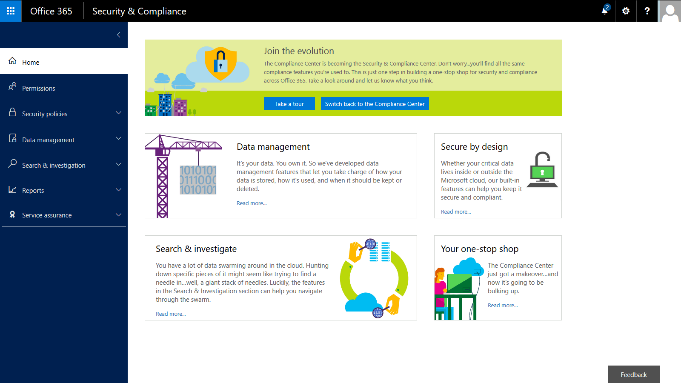 Office 365 Security & Compliance
2
?
Home
Permissions
Security policies
Data management
Search & investigation
Reports
Service assurance
Join the evolution
The Compliance Center is becoming the Security & Compliance Center. Don't worry...you'll find all the same
compliance features you're used to. This is just one step in building a one-stop shop for security and compliance
across Office 365. take a look around and let us know what you think.
Take a tour
Switch back to the Compliance Center
Data management
It's your data. You own it. So we've developed data
management features that let you take charge of how your
data is stored, how it's used, and when it should be kept or
deleted.
Read more...
Secure by design
Whether your critical data
lives inside or outside the
Microsoft cloud, our built-in
features can help you keep it
secure and compliant.
Read more...
Search & investigate
You have a lot of data swarming around in the cloud. Hunting
down specific pieces of it might seem like trying to find a
needle in...well, a giant stack of needles. Luckily, the features
in the Search & Investigation section can help you navigate
through the swarm.
Read more...
Your one-stop shop
The Compliance Center
just got a makeover...and
now it's going to be
bulking up.
Read more...
Feedback